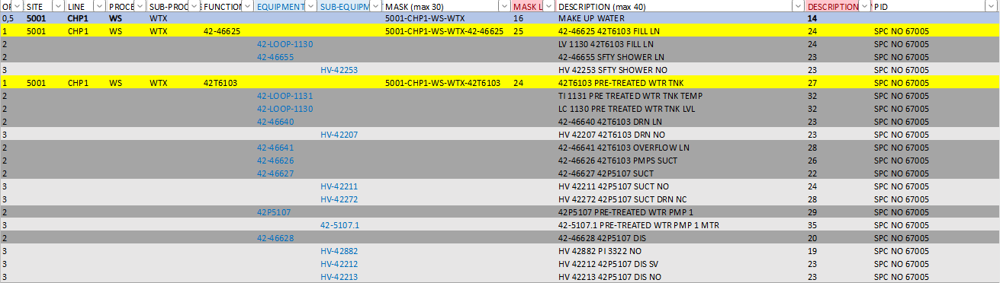 OF SITE LINE PROCE SUB-PROC FUNCTION EQUIPMENT SUB-EQUIPM MASK (max 30) MASK L DESCRIPTION (max 40) DESCRIPTION PID
0,5 5001 CHP1 WS WTX 5001-CHP1-WS-WTX 16 MAKE UP WATER 14
1 5001 CHP1 WS WTX 42-46625 5001-CHP1-WS-WTX-42-46625 25 42-46625 42T6103 FILL LN 24 SPC NO 67005
2 42-LOOP-1130 LV 1130 42T6103 FILL LN 24 SPC NO 67005
2 42-46655 42-46655 SFTY SHOWER LN 23 SPC NO 67005
3 HV-42253 HV 42253 SFTY SHOWER NO 23 SPC NO 67005
1 5001 CHP1 WS WTX 42T6103 5001-CHP1-WS-WTX-42T6103 24 42T6103 PRE-TREATED WTR TNK 27 SPC NO 67005
2 42-LOOP-1131 TI 1131 PRE TREATED WTR TNK TEMP 32 SPC NO 67005
2 42-LOOP-1130 LC 1130 PRE TREATED WTR TNK LVL 32 SPC NO 67005
2 42-46640 42-46640 42T6103 DRN LN 23 SPC NO 67005
3 HV-42207 HV 42207 42T6103 DRN NO 23 SPC NO 67005
2 42-46641 42-46641 42T6103 OVERFLOW LN 28 SPC NO 67005
2 42-46626 42-46626 42T6103 PMPS SUCT 26 SPC NO 67005
2 42-46627 42-46627 42P5107 SUCT 22 SPC NO 67005
3 HV-42211 HV 42211 42P5107 SUCT NO 24 SPC NO 67005
3 HV-42272 HV 42272 42P5107 SUCT DRN NC 28 SPC NO 67005
2 42P5107 42P5107 PRE-TREATED WTR PMP 1 29 SPC NO 67005
3 42-5107.1 42-5107.1 PRE-TREATED WTR PMP 1 MTR 35 SPC NO 67005
2 42-46628 42-46628 42P5107 DIS 20 SPC NO 67005
3 HV-42882 HV 42882 PI 3322 NO 19 SPC NO 67005
3 HV-42212 HV 42212 42P5107 DIS SV 23 SPC NO 67005
3 HV-42213 HV 42213 42P5107 DIS NO 23 SPC NO 67005